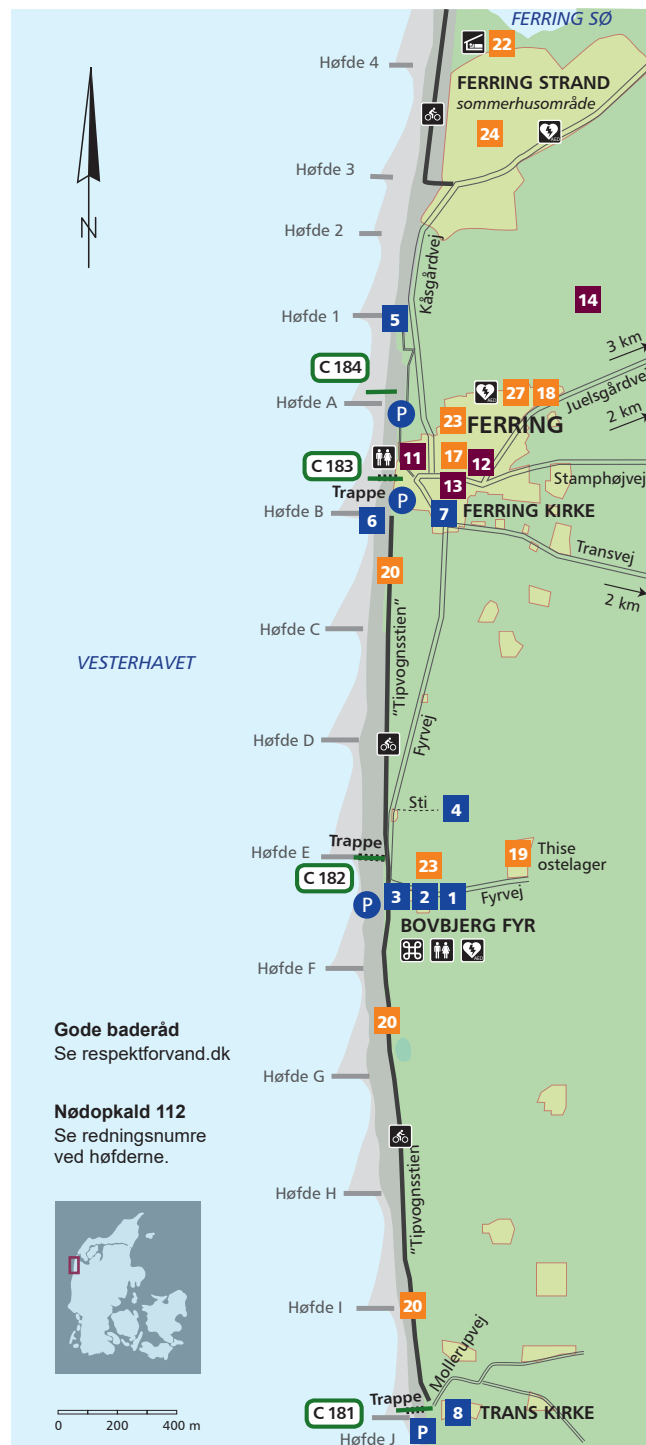 FERRING SØ
22
Høfde 4
FERRING STRAND
sommerhusområde
24
AED
Høfde 3
N
Høfde 2
Kåsgårdvej
14
Høfde 1
5
3 km
C 184
AED
27
18
Juelsgårdvej
Høfde A
P
23
FERRING
2 km
11
17
12
C 183
Stamphøjvej
Trappe
13
P
Høfde B
6
7
FERRING KIRKE
Transvej
20
2 km
Høfde C
"Tipvognsstien"
VESTERHAVET
Fyrvej
Høfde D
Sti
4
Trappe
Høfde E
23
19
Thise
ostelager
C 182
3
2
1
Fyrvej
P
BOVBJERG FYR
AED
Høfde F
20
Gode baderåd
Se respektforvand.dk
Høfde G
Nødopkald 112
Se redningsnumre
ved høfderne.
Høfde H
"Tipvognsstien"
Høfde I
20
Mollerupvej
Trappe
C 181
8
TRANS KIRKE
0 200 400 m
Høfde J
P